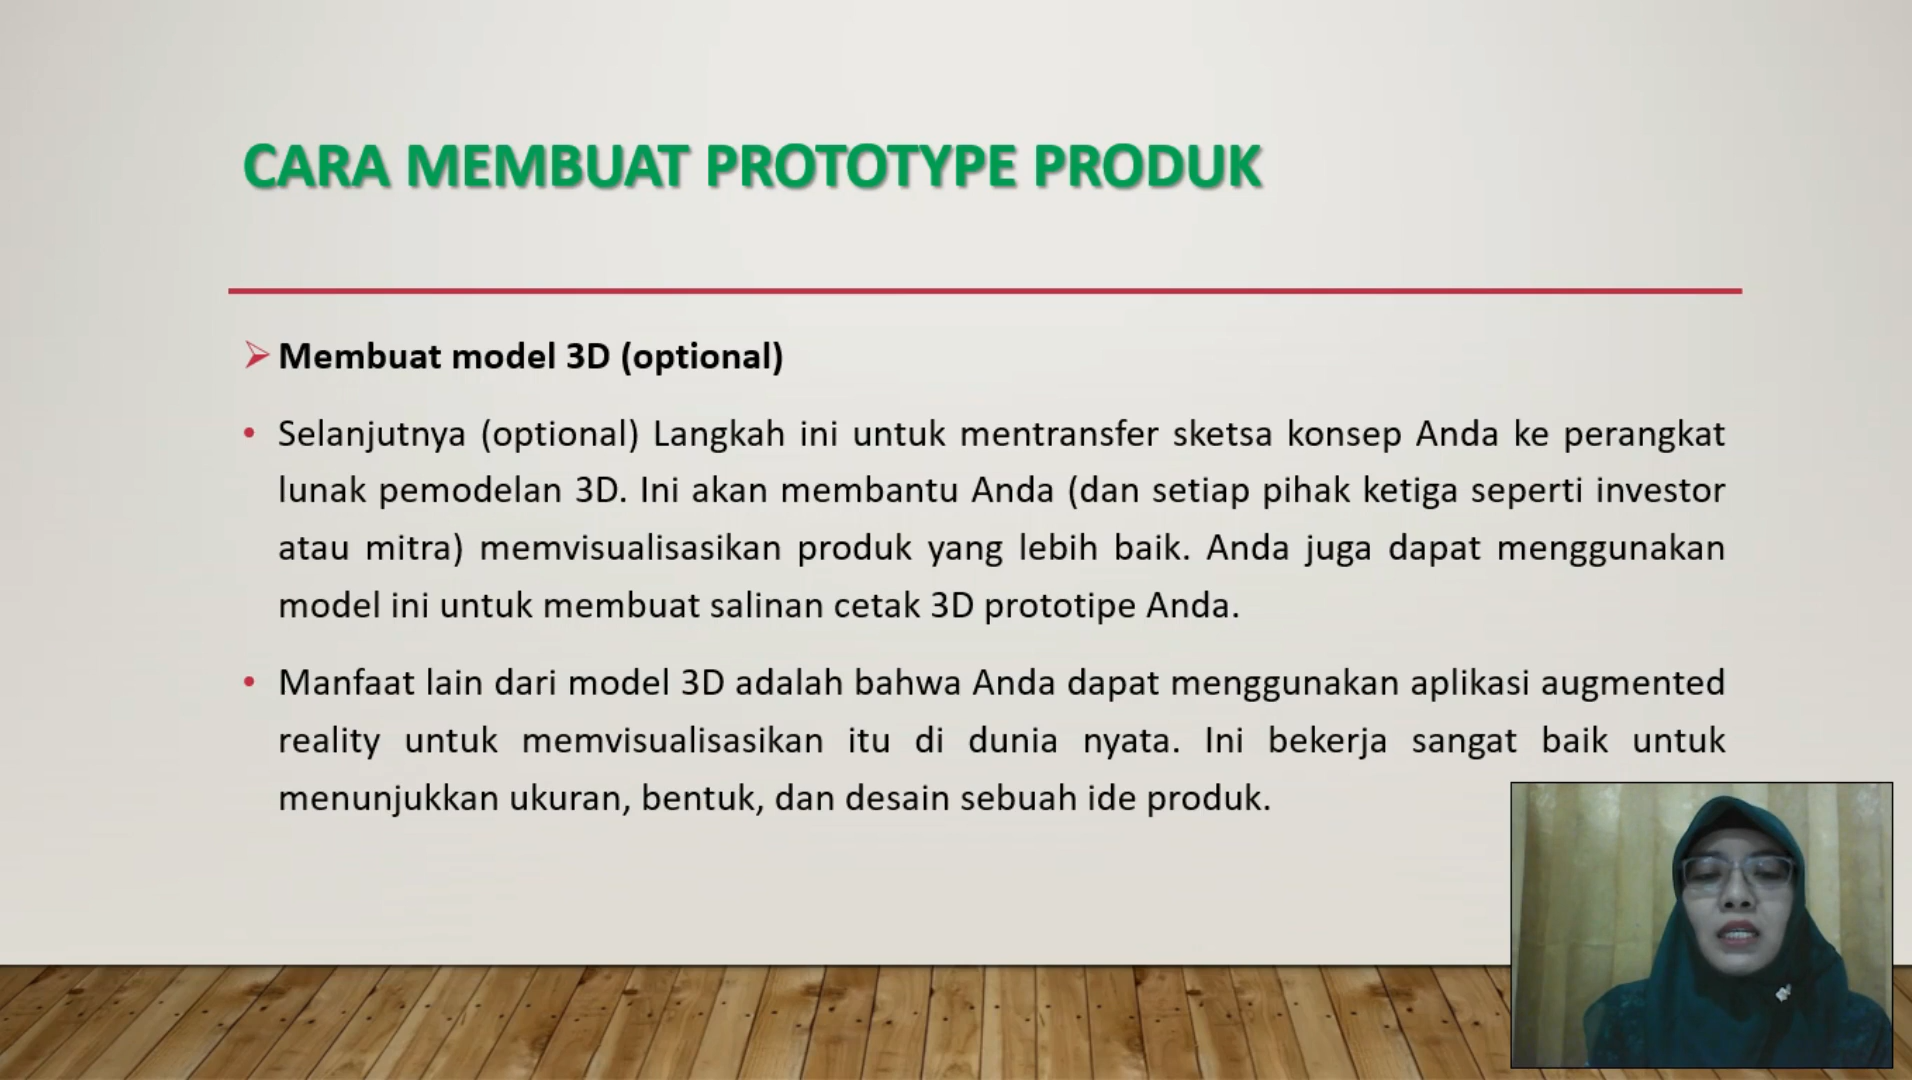 CARA MEMBUAT PROTOTYPE PRODUK
Membuat model 3D (optional)
Selanjutnya (optional) Langkah ini untuk mentransfer sketsa konsep Anda ke perangkat
lunak pemodelan 3D. Ini akan membantu Anda (dan setiap pihak ketiga seperti investor
atau mitra) memvisualisasikan produk yang lebih baik. Anda juga dapat menggunakan
model ini untuk membuat salinan cetak 3D prototipe Anda.
Manfaat lain dari model 3D adalah bahwa Anda dapat menggunakan aplikasi augmented
reality untuk memvisualisasikan itu di dunia nyata. Ini bekerja sangat baik untuk
menunjukkan ukuran, bentuk, dan desain sebuah ide produk.